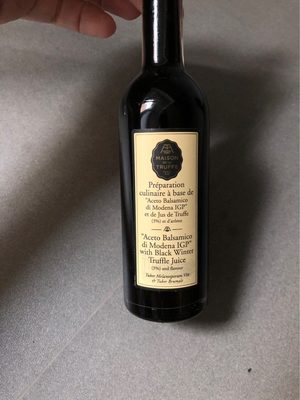 MAISON
DE LA
TRUFFE
Préparation
culinaire à base de
"Aceto Balsamico
di Modena IGP"
et de Jus de Truffe
(3%) et d'arôme
"Aceto Balsamico
di Modena IGP"
with Black Winter
Truffle Juice
(3%) and flavour
Tuber Melanosporum Vitt
& Tuber Brumale